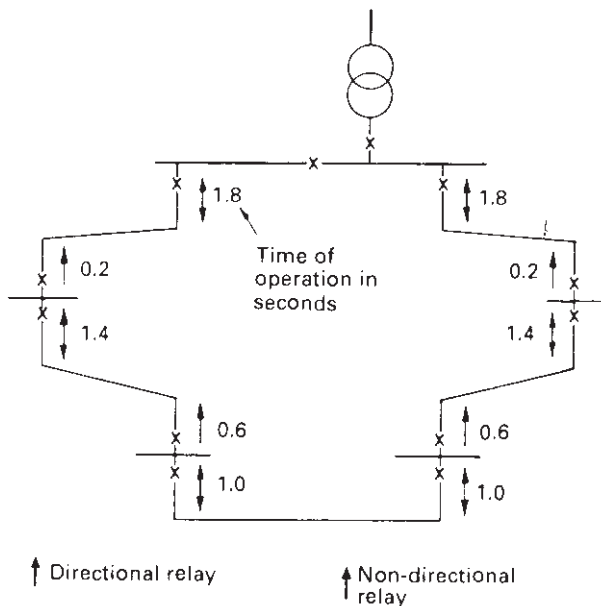 1.8
1.8
Time of
operation in
seconds
0.2
0.2
1.4
1.4
0.6
0.6
1.0
1.0
Directional relay
Non-directional
relay